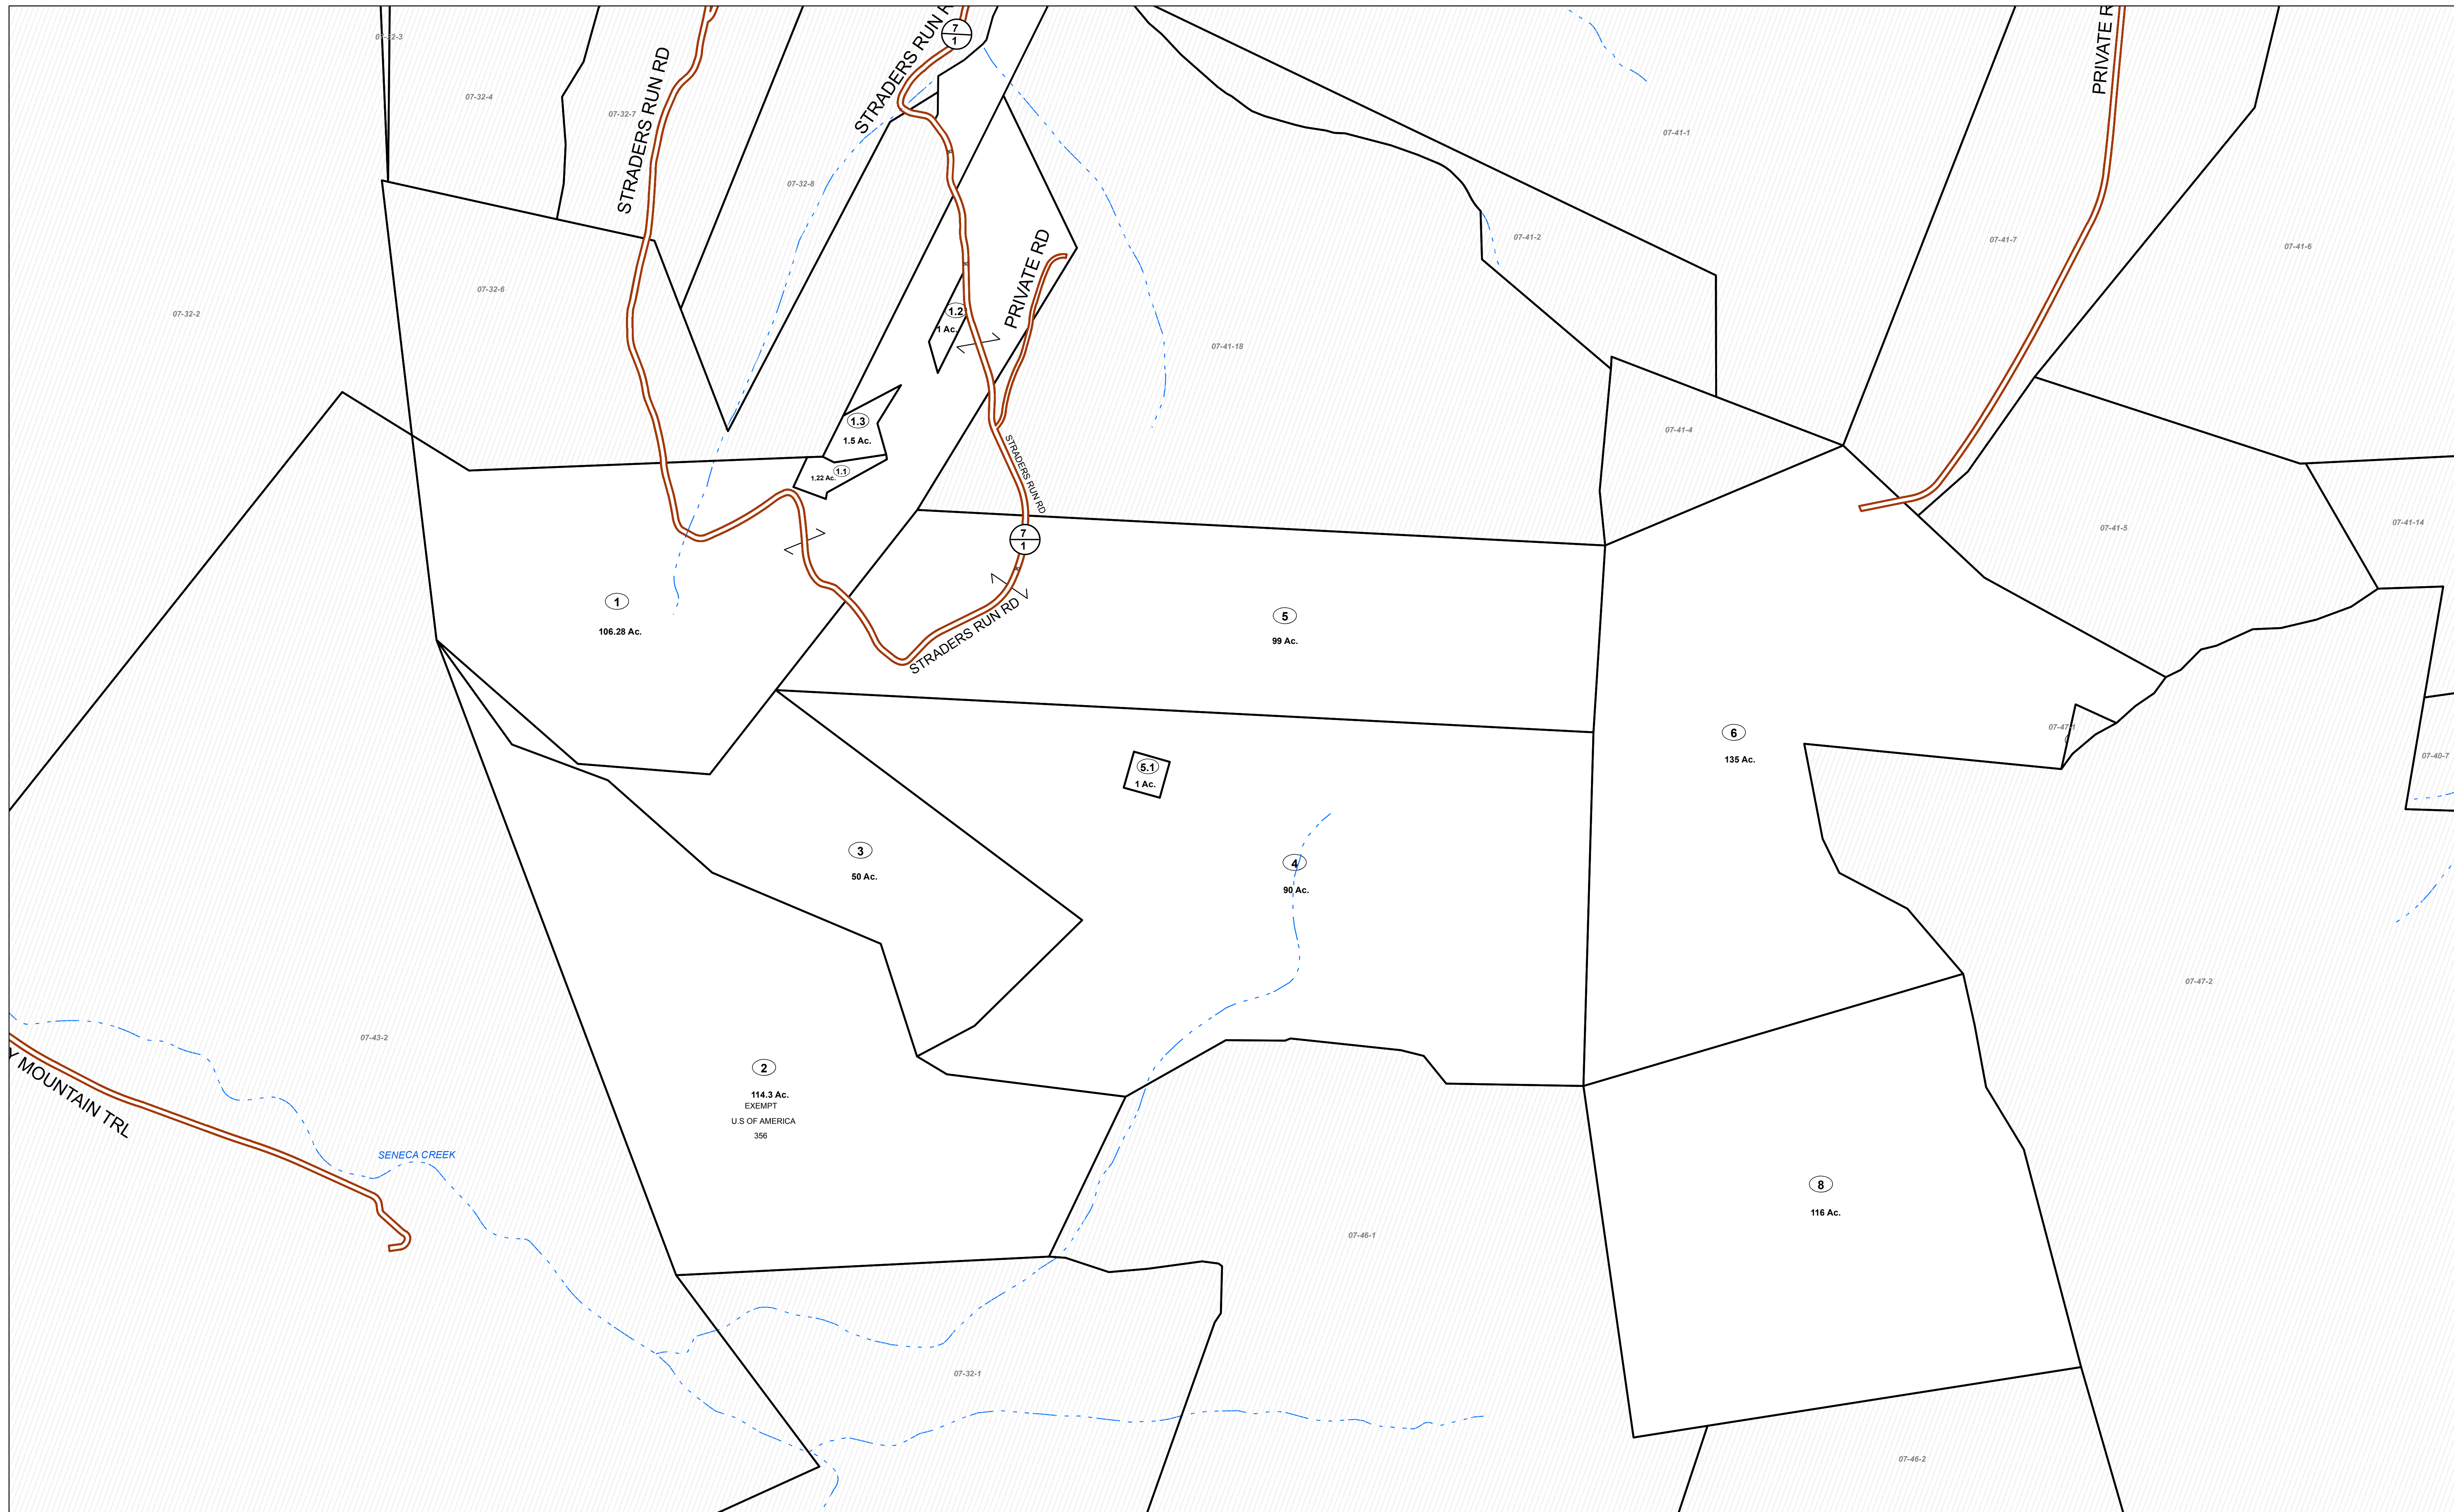 07-32-3
STRADERS RUN R
7
1
PRIVATE R
07-32-4
07-32-7
STRADERS RUN RD
07-41-1
07-32-8
07-41-2
07-41-7
07-41-6
07-32-6
PRIVATE RD
07-32-2
1.2
1 Ac.
07-41-18
1.3
1.5 Ac.
07-41-4
1.1
1.22 Ac.
STRADERS RUN RD
07-41-14
07-41-5
7
1
1
106.28 Ac.
STRADERS RUN RD
5
99 Ac.
07-47-1
6
135 Ac.
07-40-7
5.1
1 Ac.
3
50 Ac.
4
90 Ac.
07-47-2
07-43-2
Y MOUNTAIN TRL
2
114.3 Ac.
EXEMPT
U.S OF AMERICA
356
SENECA CREEK
8
116 Ac.
07-46-1
07-32-1
07-46-2